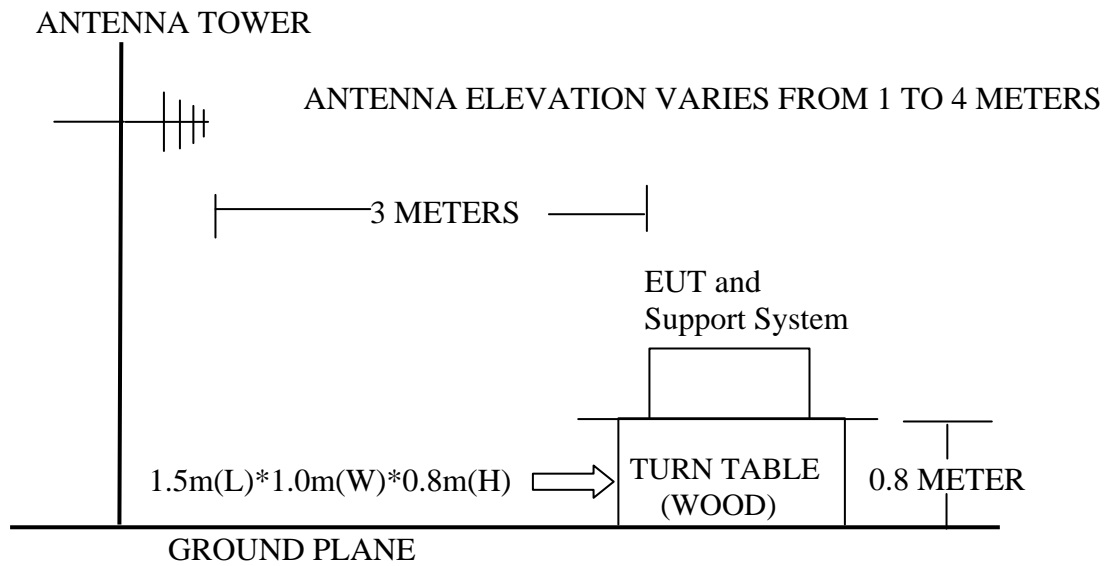 ANTENNA TOWER
ANTENNA ELEVATION VARIES FROM 1 TO 4 METERS
3 METERS
EUT and
Support System
1.5m(L)*1.0m(W)*0.8m(H)
TURN TABLE
(WOOD)
0.8 METER
GROUND PLANE